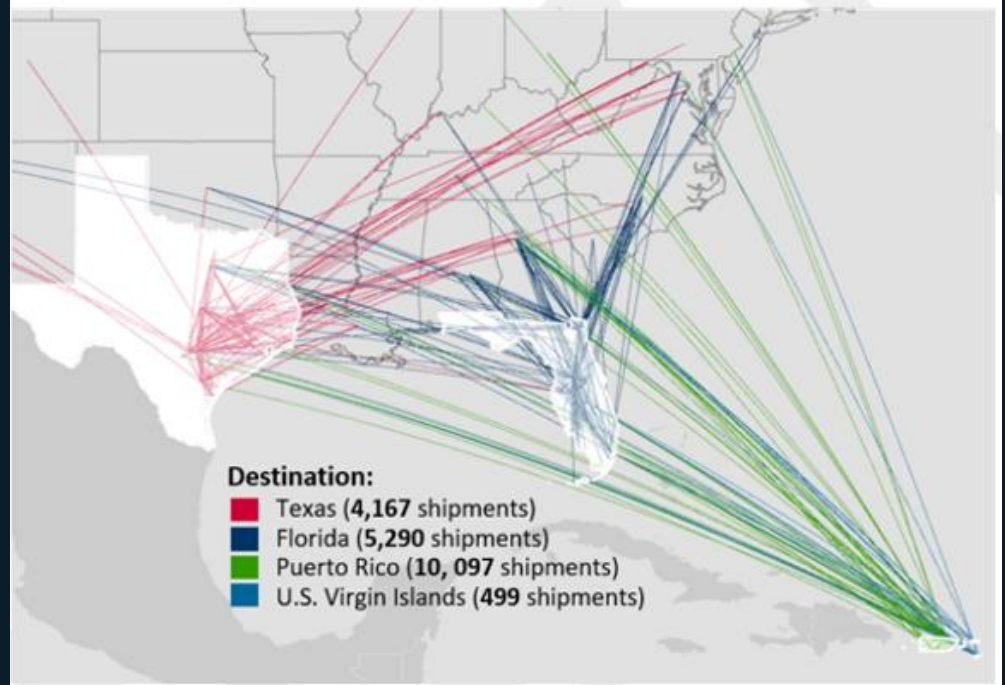 Destination:
Texas (4,167 shipments)
Florida (5,290 shipments)
Puerto Rico (10, 097 shipments)
U.S. Virgin Islands (499 shipments)